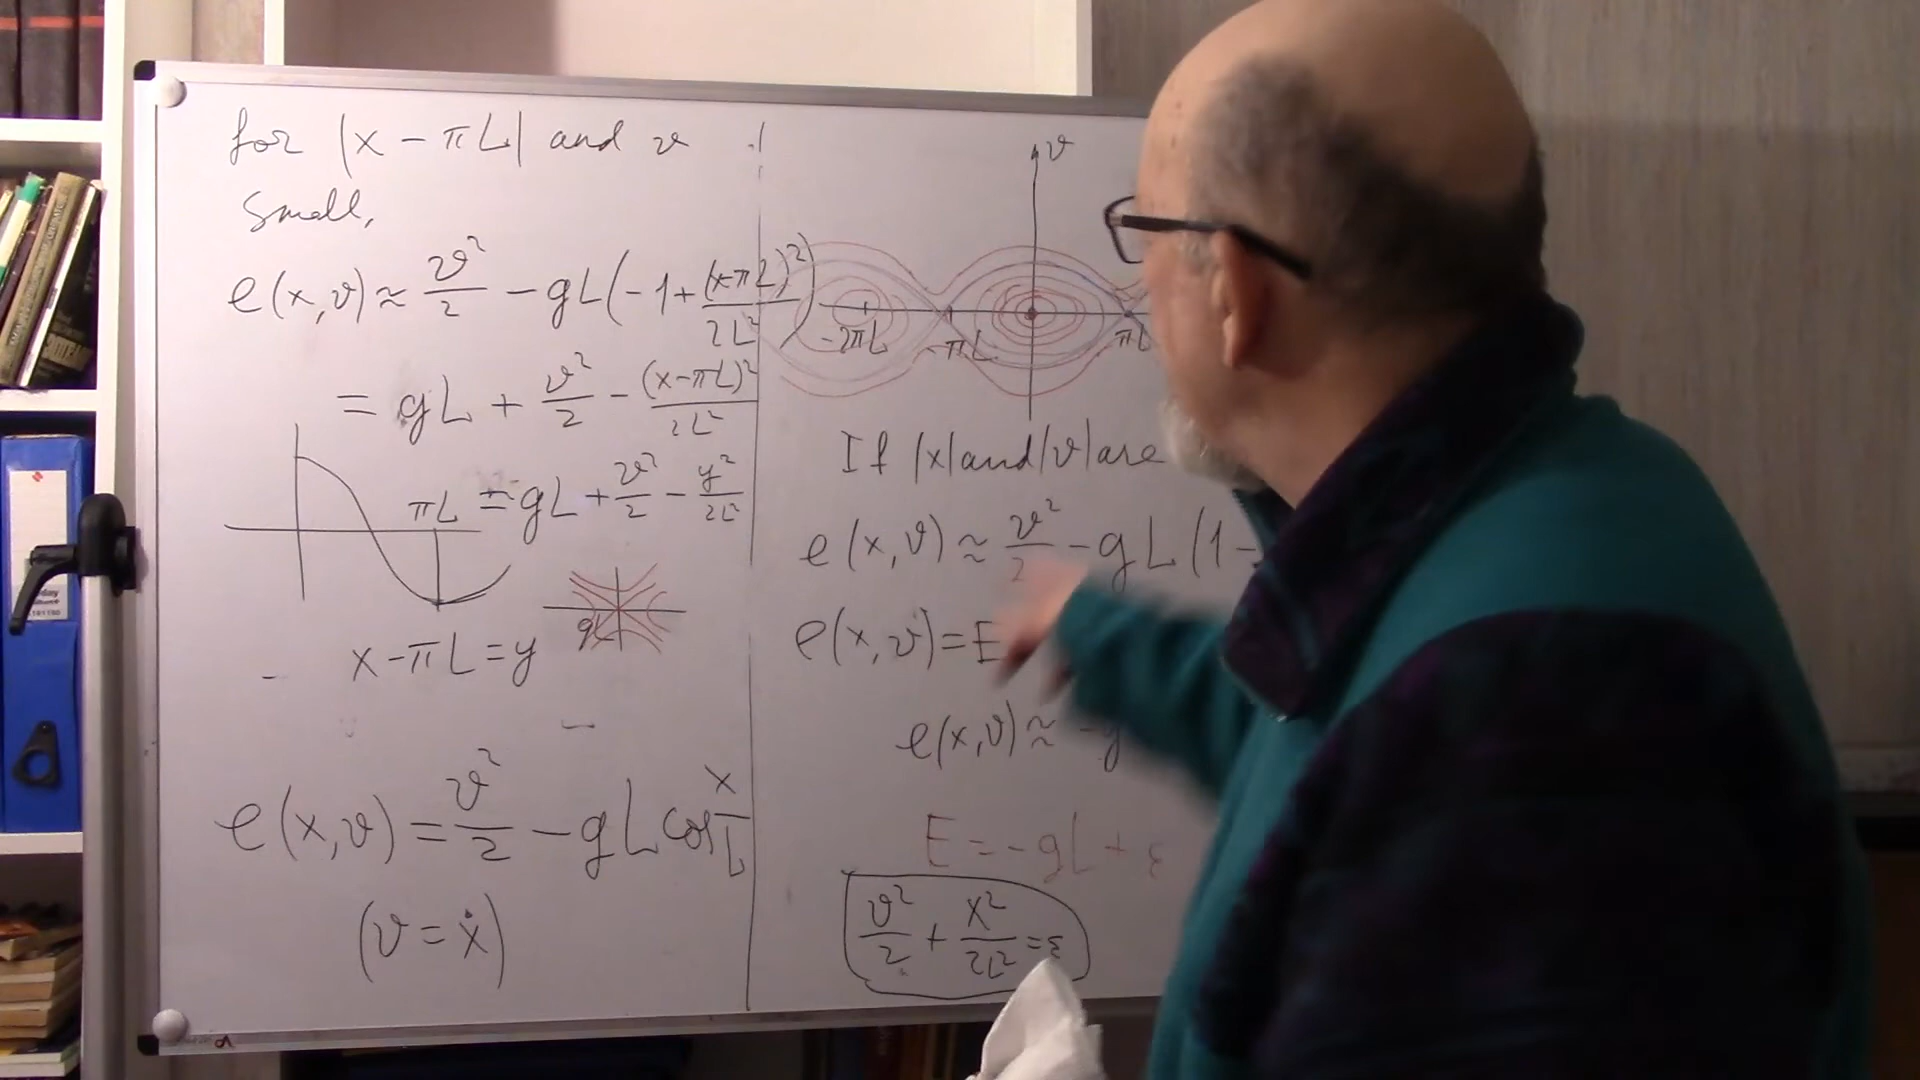 for |x − πL| and v
small,
e(x,v) ≈ v²/2 − gL(−1 + (x−πL)²/2L²)
= gL + v²/2 − (x−πL)²/2L²
πL = gL + v²/2 − y²/2L²
gL
x − πL = y
e(x,v) = v²/2 − gL cos x/L
(v = ẋ)
v
−2πL −πL πL
If |x| and |v| are
e(x,v) ≈ v²/2 − gL(1 −
e(x,v) = E
e(x,v) ≈ −g
E = −gL + ε
v²/2 + x²/2L² = ε